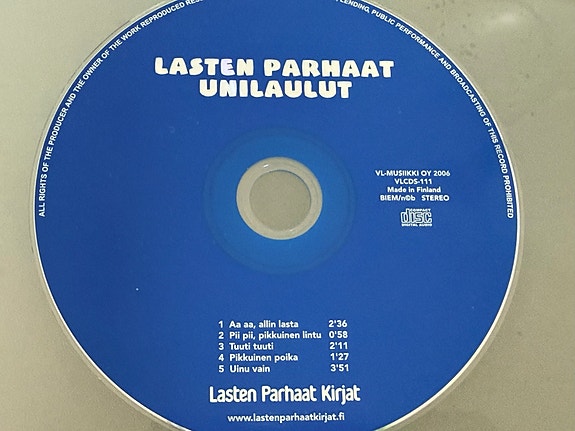 ALL RIGHTS OF THE PRODUCER AND THE OWNER OF THE WORK REPRODUCED
LENDING, PUBLIC PERFORMANCE AND BROADCASTING OF THIS RECORD PROHIBITED
LASTEN PARHAAT
UNILAULUT
VL-MUSIIKKI OY 2006
VLCDS-111
Made in Finland
BIEM/n©b STEREO
COMPACT
disc
DIGITAL AUDIO
1 Aa aa, allin lasta 2'36
2 Pii pii, pikkuinen lintu 0'58
3 Tuuti tuuti 2'11
4 Pikkuinen poika 1'27
5 Uinu vain 3'51
Lasten Parhaat Kirjat
www.lastenparhaatkirjat.fi